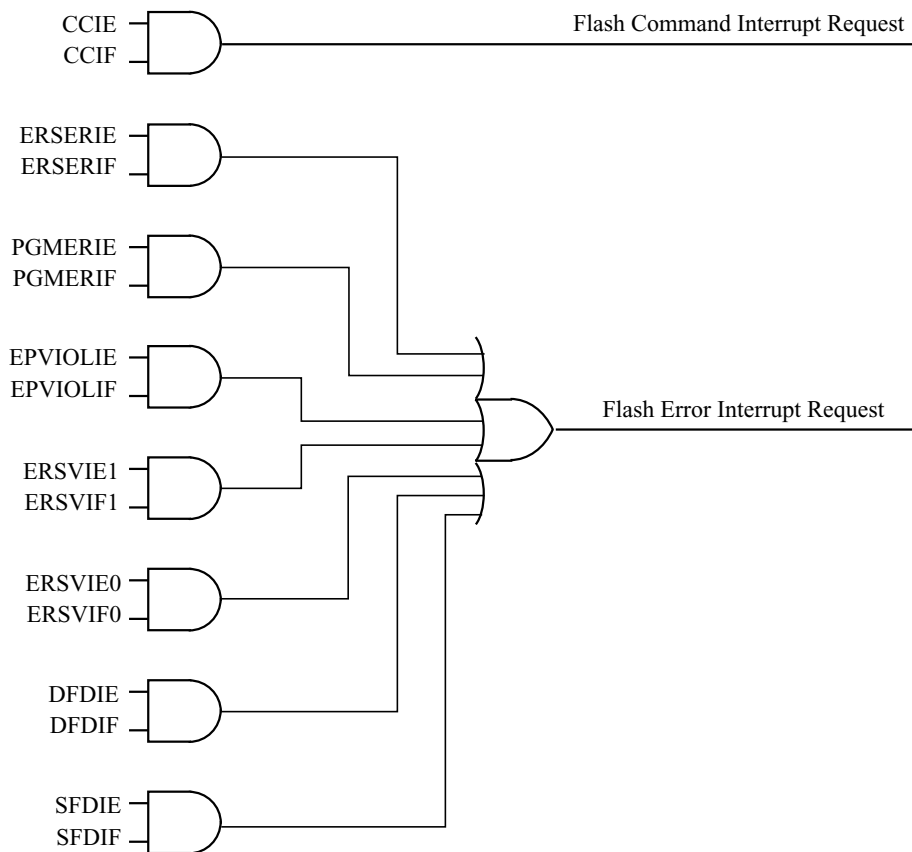 CCIE
CCIF
Flash Command Interrupt Request
ERSERIE
ERSERIF
PGMERIE
PGMERIF
EPVIOLIE
EPVIOLIF
Flash Error Interrupt Request
ERSVIE1
ERSVIF1
ERSVIE0
ERSVIF0
DFDIE
DFDIF
SFDIE
SFDIF